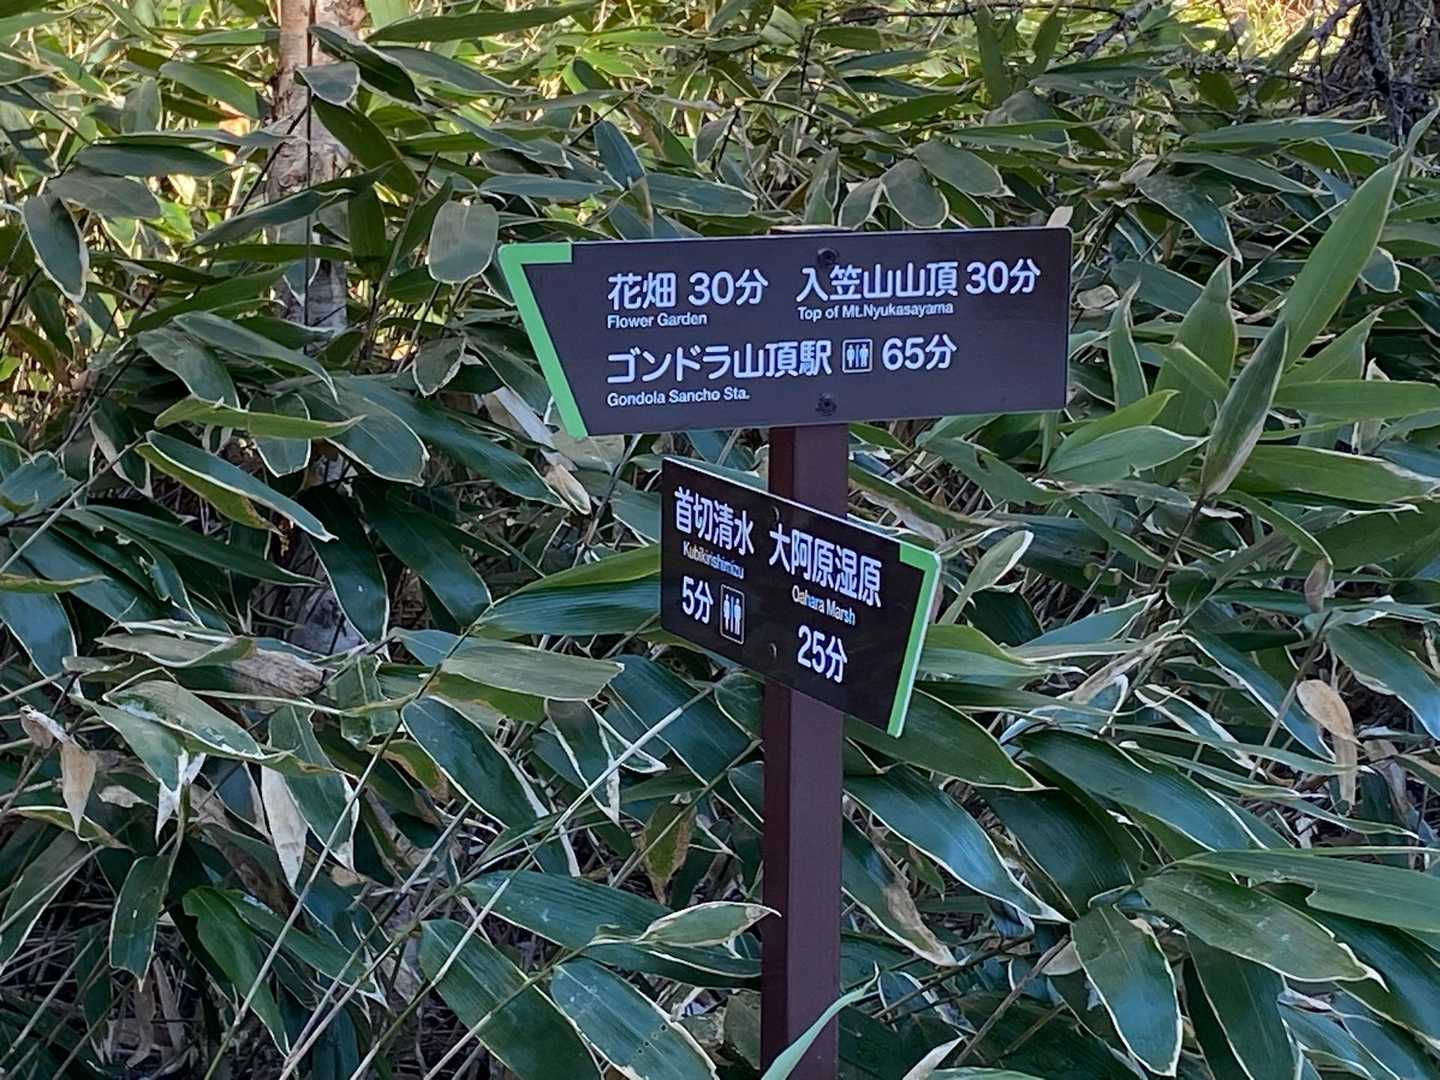 花畑 30分 入笠山山頂 30分
Flower Garden Top of Mt.Nyukasayama
ゴンドラ山頂駅 65分
Gondola Sancho Sta.
首切清水 大阿原湿原
Kubikirishimizu Oahara Marsh
5分 25分